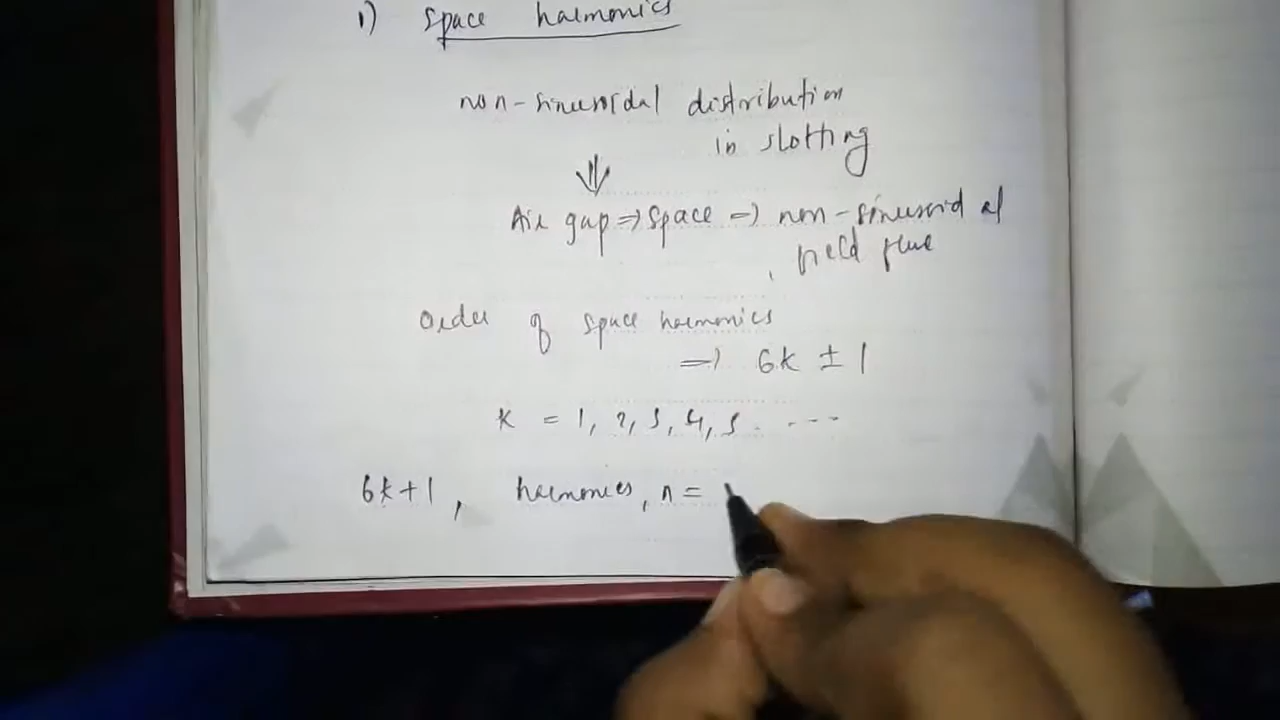 1) Space harmonics
non-sinusoidal distribution
in slotting
⇓
Air gap ⇒ space ⇒ non-sinusoidal
field flux
Order of space harmonics
⇒ 6k ± 1
k = 1, 2, 3, 4, 5. ....
6k+1, harmonics, n =